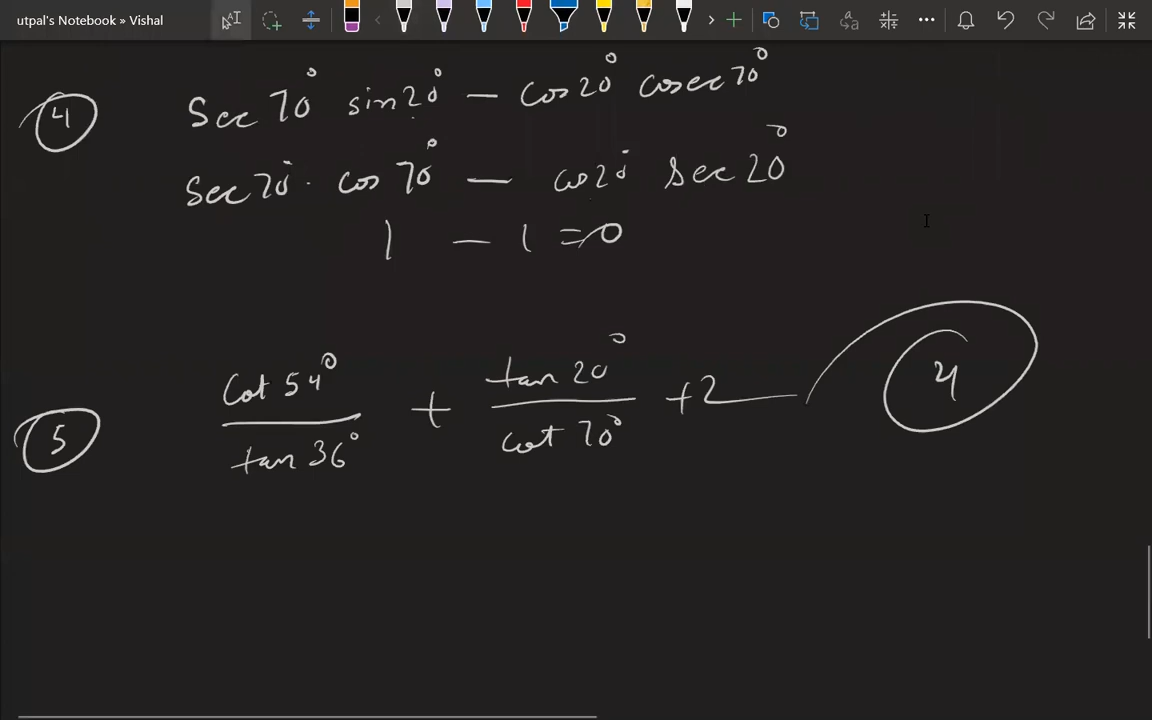 utpal's Notebook » Vishal
④ Sec 70° sin 20° — cos 20° cosec 70°
Sec 70° · cos 70° — cos 20° sec 20°
1 — 1 = 0
⑤ cot 54° / tan 36° + tan 20° / cot 70° + 2 — 4